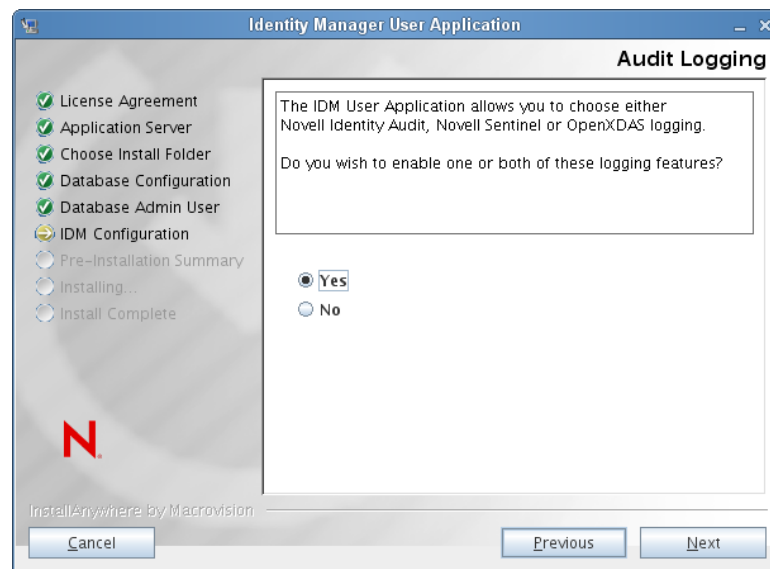 Identity Manager User Application
Audit Logging
License Agreement
Application Server
Choose Install Folder
Database Configuration
Database Admin User
IDM Configuration
Pre-Installation Summary
Installing...
Install Complete
The IDM User Application allows you to choose either
Novell Identity Audit, Novell Sentinel or OpenXDAS logging.
Do you wish to enable one or both of these logging features?
Yes
No
N
InstallAnywhere by Macrovision
Cancel
Previous
Next